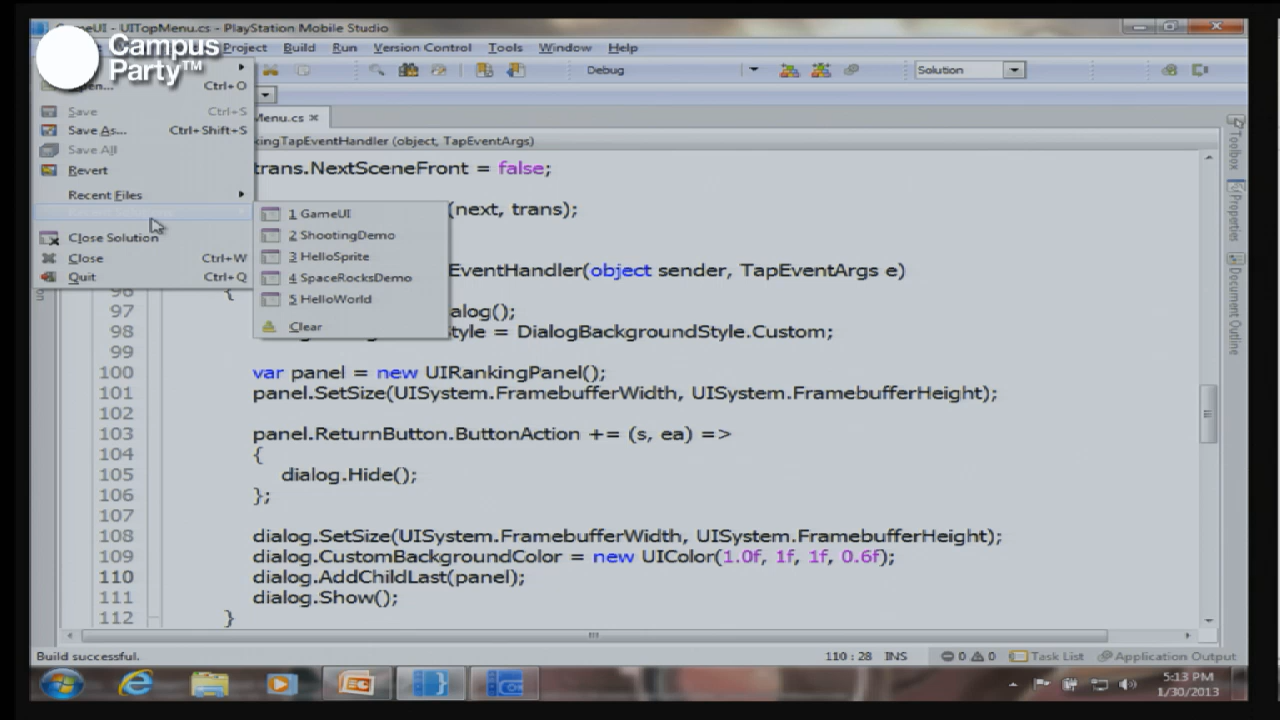 GameUI - UITopMenu.cs - PlayStation Mobile Studio
Campus
Party™
Project Build Run Version Control Tools Window Help
Ctrl+O
Debug
Solution
Save Ctrl+S
Menu.cs
Save As... Ctrl+Shift+S
kingTapEventHandler (object, TapEventArgs)
Save All
Revert
trans.NextSceneFront = false;
Recent Files
1 GameUI
(next, trans);
Close Solution
2 ShootingDemo
Close Ctrl+W
3 HelloSprite
Quit Ctrl+Q
4 SpaceRocksDemo
EventHandler(object sender, TapEventArgs e)
5 HelloWorld
96 {
97 alog();
Clear
98 Style = DialogBackgroundStyle.Custom;
99
100 var panel = new UIRankingPanel();
101 panel.SetSize(UISystem.FramebufferWidth, UISystem.FramebufferHeight);
102
103 panel.ReturnButton.ButtonAction += (s, ea) =>
104 {
105 dialog.Hide();
106 };
107
108 dialog.SetSize(UISystem.FramebufferWidth, UISystem.FramebufferHeight);
109 dialog.CustomBackgroundColor = new UIColor(1.0f, 1f, 1f, 0.6f);
110 dialog.AddChildLast(panel);
111 dialog.Show();
112 }
Toolbox
Properties
Document Outline
Build successful. 110 : 28 INS 0 0 Task List Application Output
5:13 PM
1/30/2013